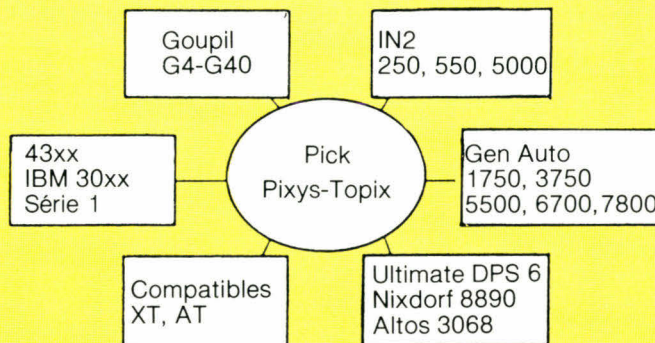 Goupil
G4-G40
IN2
250, 550, 5000
43xx
IBM 30xx
Série 1
Pick
Pixys-Topix
Gen Auto
1750, 3750
5500, 6700, 7800
Compatibles
XT, AT
Ultimate DPS 6
Nixdorf 8890
Altos 3068